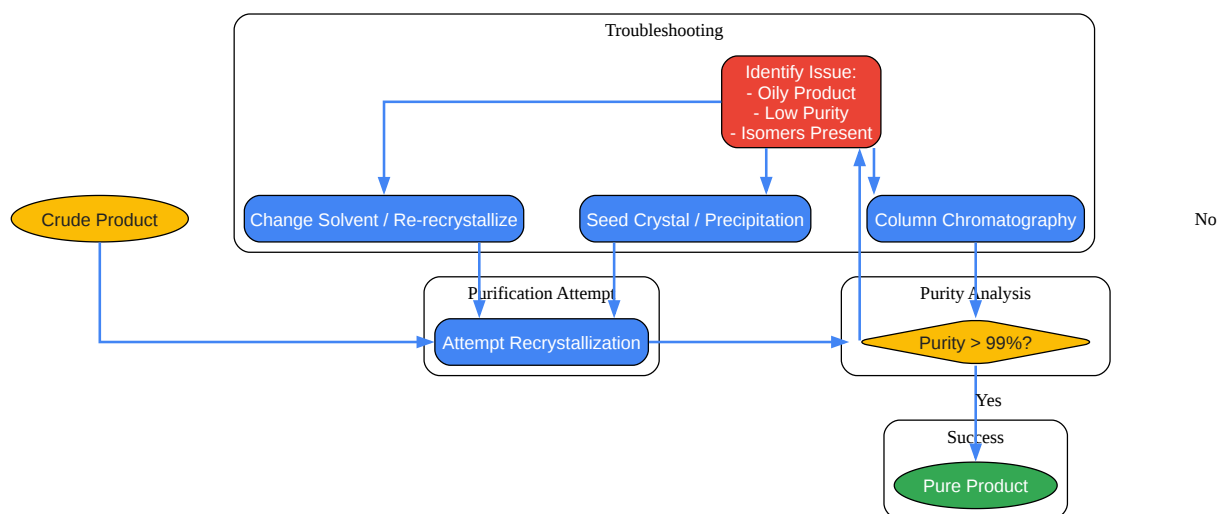 Troubleshooting
Identify Issue:
- Oily Product
- Low Purity
- Isomers Present
Crude Product
Change Solvent / Re-recrystallize
Seed Crystal / Precipitation
Column Chromatography
No
Purification Attempt
Purity Analysis
Attempt Recrystallization
Purity > 99%?
Yes
Success
Pure Product